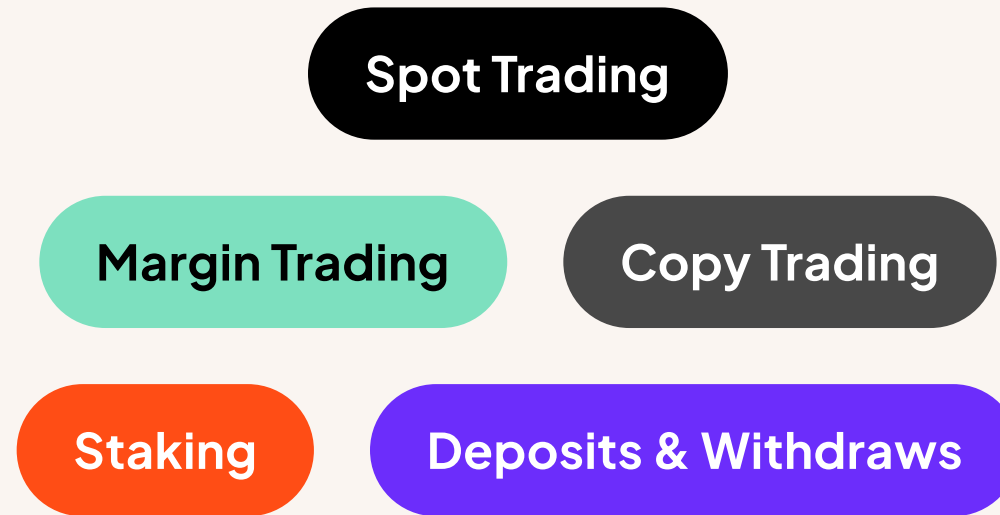 Spot Trading
Margin Trading
Copy Trading
Staking
Deposits & Withdraws